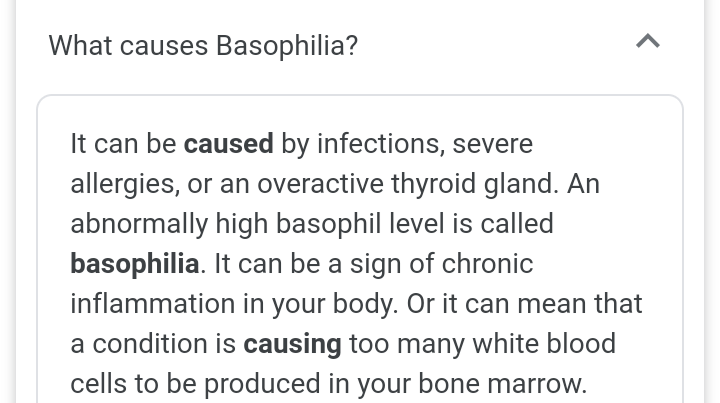 What causes Basophilia?
It can be caused by infections, severe
allergies, or an overactive thyroid gland. An
abnormally high basophil level is called
basophilia. It can be a sign of chronic
inflammation in your body. Or it can mean that
a condition is causing too many white blood
cells to be produced in your bone marrow.